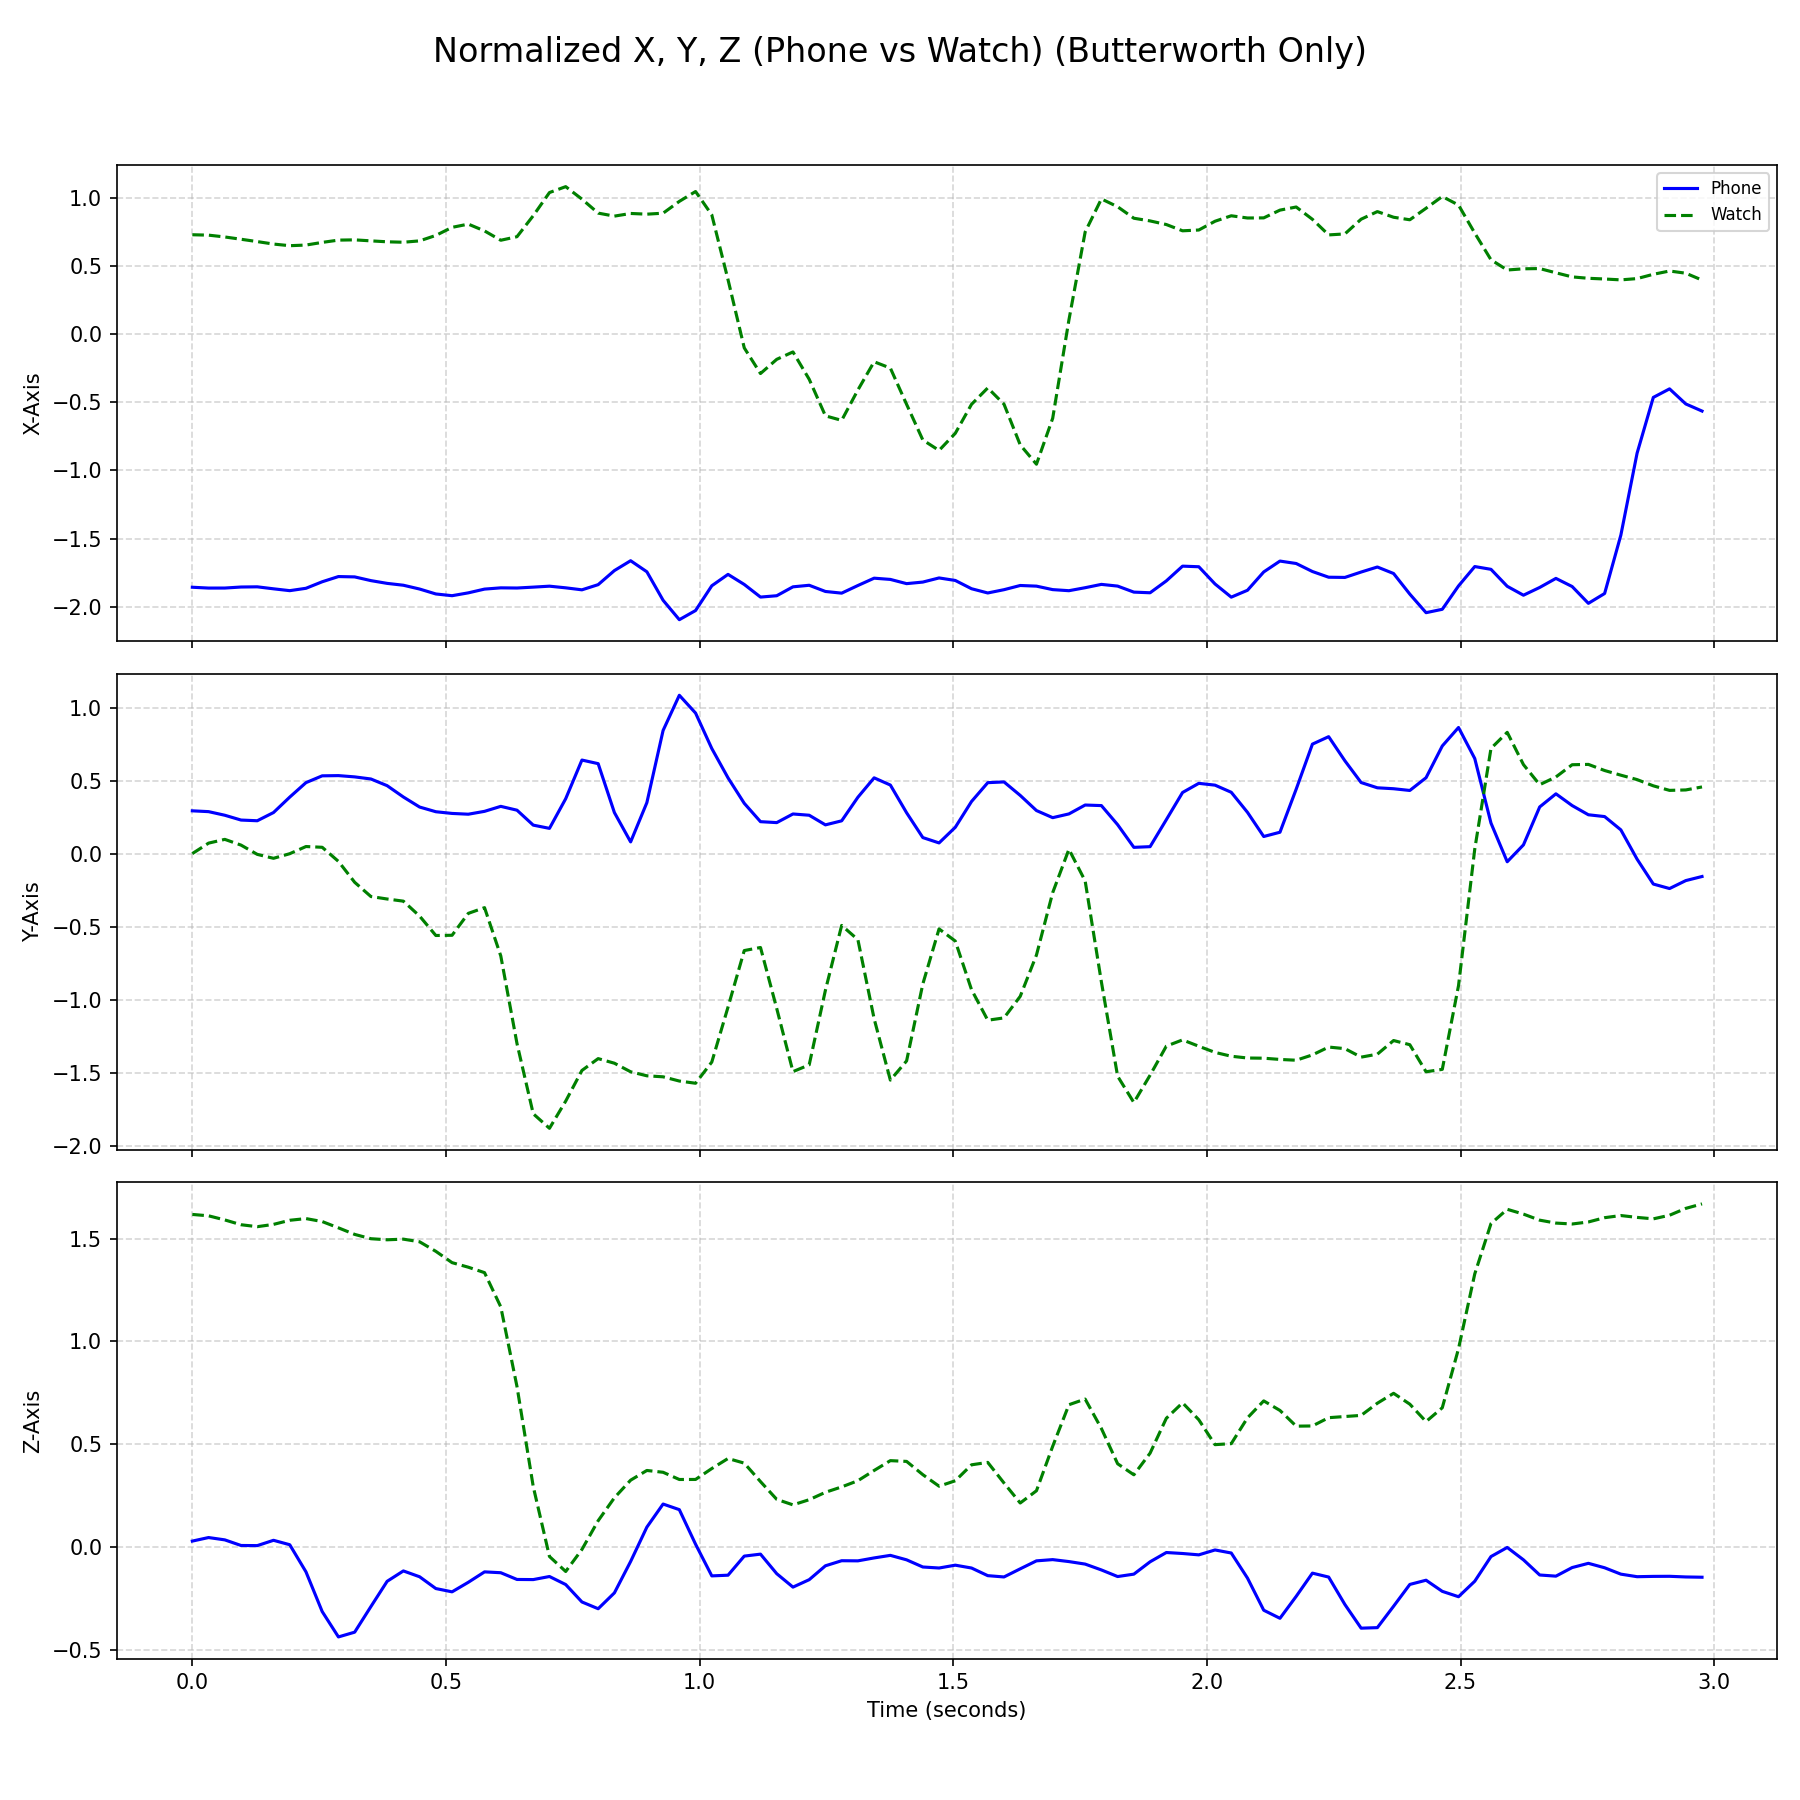 Normalized X, Y, Z (Phone vs Watch) (Butterworth Only)
Phone
Watch
1.0
0.5
0.0
−0.5
−1.0
−1.5
−2.0
X-Axis
1.0
0.5
0.0
−0.5
−1.0
−1.5
−2.0
Y-Axis
1.5
1.0
0.5
0.0
−0.5
Z-Axis
0.0 0.5 1.0 1.5 2.0 2.5 3.0
Time (seconds)